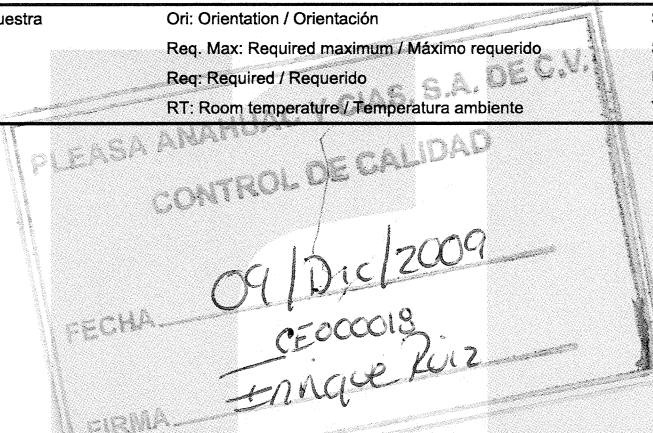 uestra Ori: Orientation / Orientación
Req. Max: Required maximum / Máximo requerido
Req: Required / Requerido
RT: Room temperature / Temperatura ambiente
PLEASA ANAHUAC Y CIAS, S.A. DE C.V.
CONTROL DE CALIDAD
FECHA 09/Dic/2009
CE000019
Enrique Ruiz
FIRMA